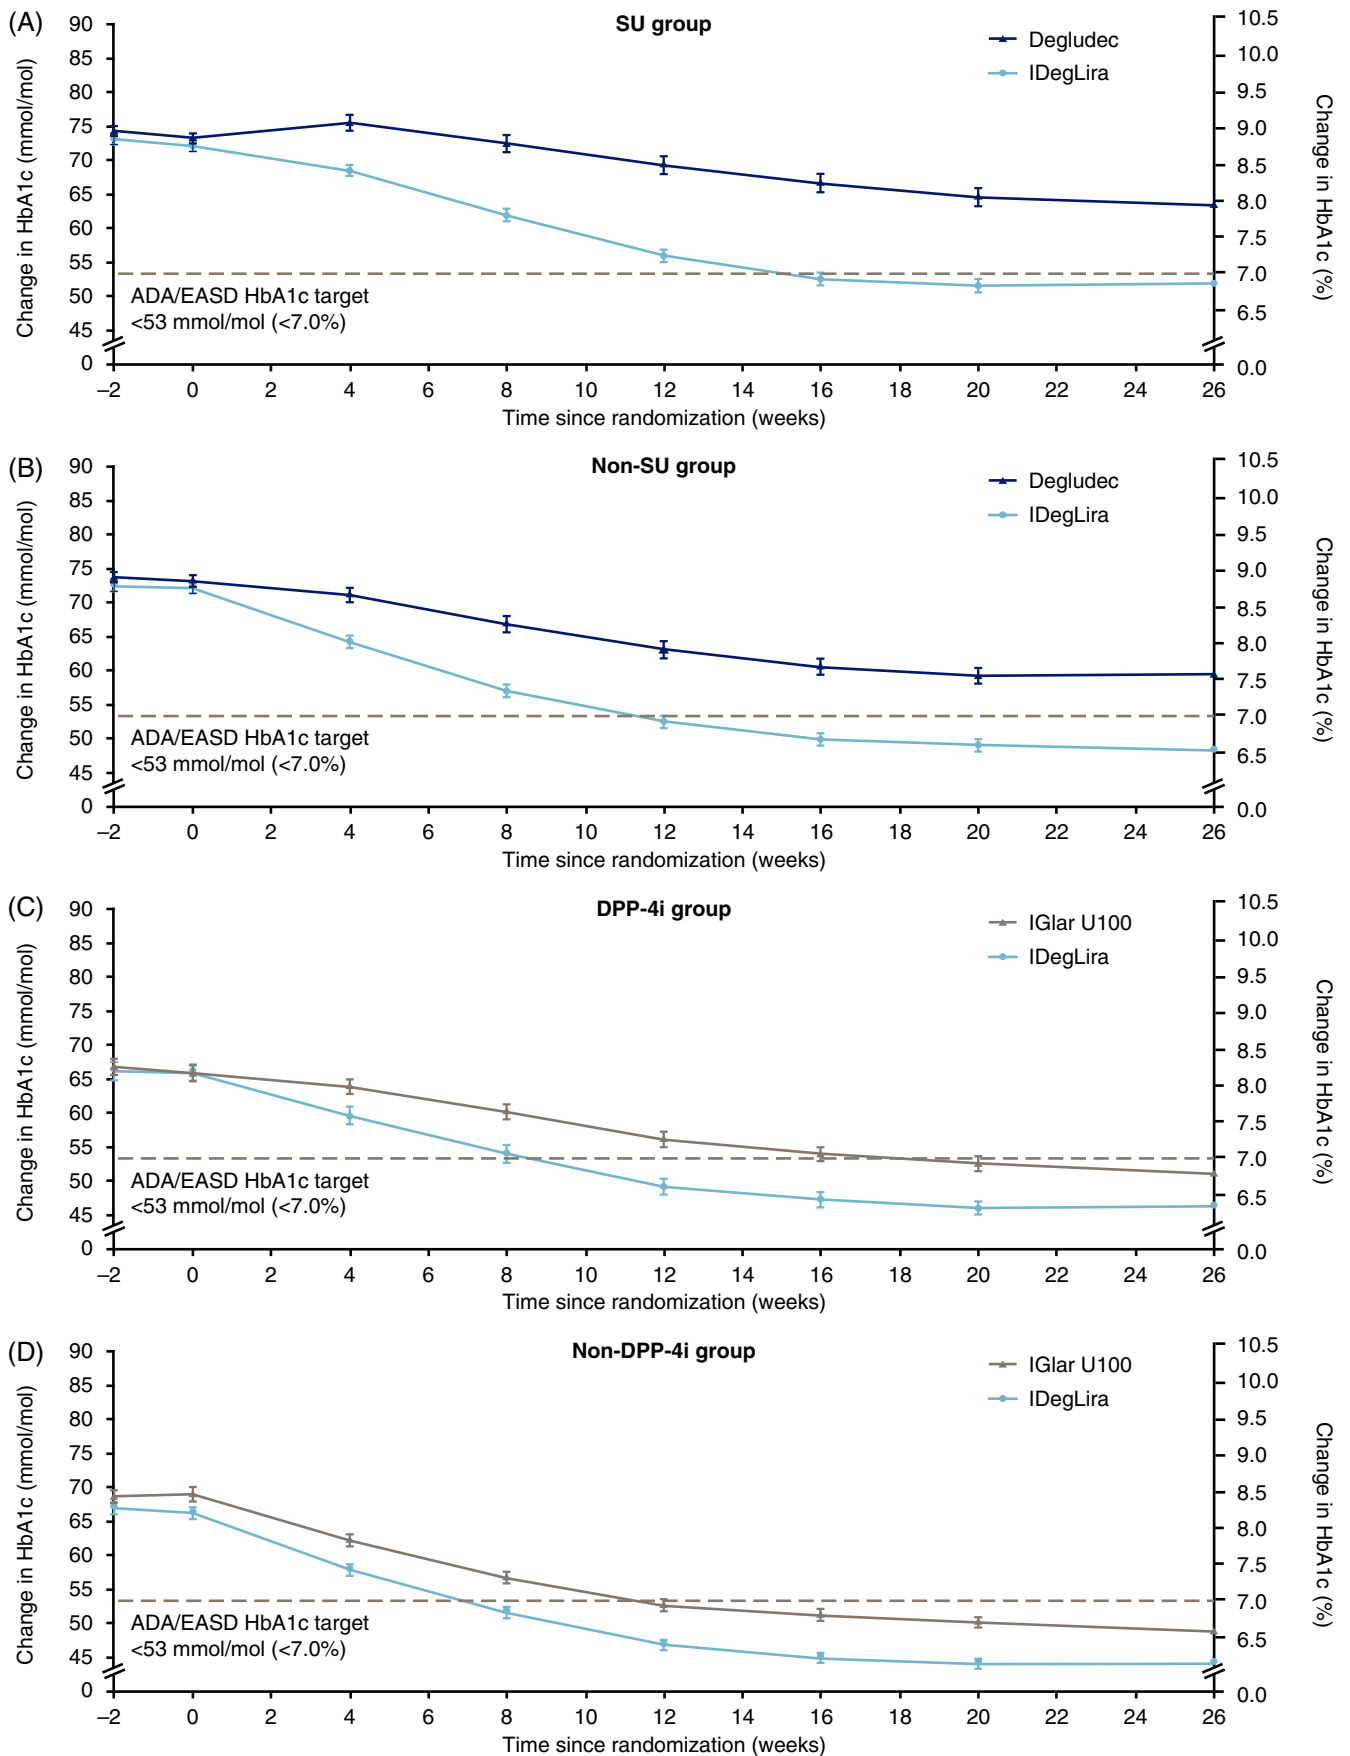 (A)
SU group
Degludec
IDegLira
Change in HbA1c (mmol/mol)
90
85
80
75
70
65
60
55
50
45
0
10.5
10.0
9.5
9.0
8.5
8.0
7.5
7.0
6.5
0.0
Change in HbA1c (%)
ADA/EASD HbA1c target
<53 mmol/mol (<7.0%)
–2 0 2 4 6 8 10 12 14 16 18 20 22 24 26
Time since randomization (weeks)
(B)
Non-SU group
Degludec
IDegLira
Change in HbA1c (mmol/mol)
90
85
80
75
70
65
60
55
50
45
0
10.5
10.0
9.5
9.0
8.5
8.0
7.5
7.0
6.5
0.0
Change in HbA1c (%)
ADA/EASD HbA1c target
<53 mmol/mol (<7.0%)
–2 0 2 4 6 8 10 12 14 16 18 20 22 24 26
Time since randomization (weeks)
(C)
DPP-4i group
IGlar U100
IDegLira
Change in HbA1c (mmol/mol)
90
85
80
75
70
65
60
55
50
45
0
10.5
10.0
9.5
9.0
8.5
8.0
7.5
7.0
6.5
0.0
Change in HbA1c (%)
ADA/EASD HbA1c target
<53 mmol/mol (<7.0%)
–2 0 2 4 6 8 10 12 14 16 18 20 22 24 26
Time since randomization (weeks)
(D)
Non-DPP-4i group
IGlar U100
IDegLira
Change in HbA1c (mmol/mol)
90
85
80
75
70
65
60
55
50
45
0
10.5
10.0
9.5
9.0
8.5
8.0
7.5
7.0
6.5
0.0
Change in HbA1c (%)
ADA/EASD HbA1c target
<53 mmol/mol (<7.0%)
–2 0 2 4 6 8 10 12 14 16 18 20 22 24 26
Time since randomization (weeks)